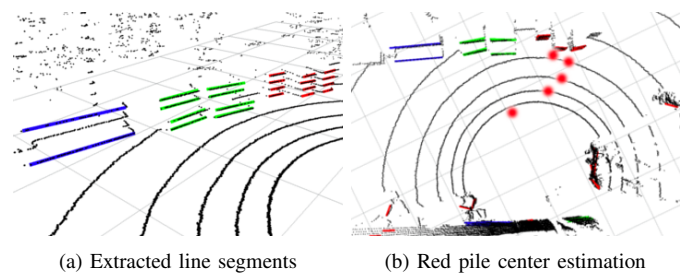 (a) Extracted line segments
(b) Red pile center estimation